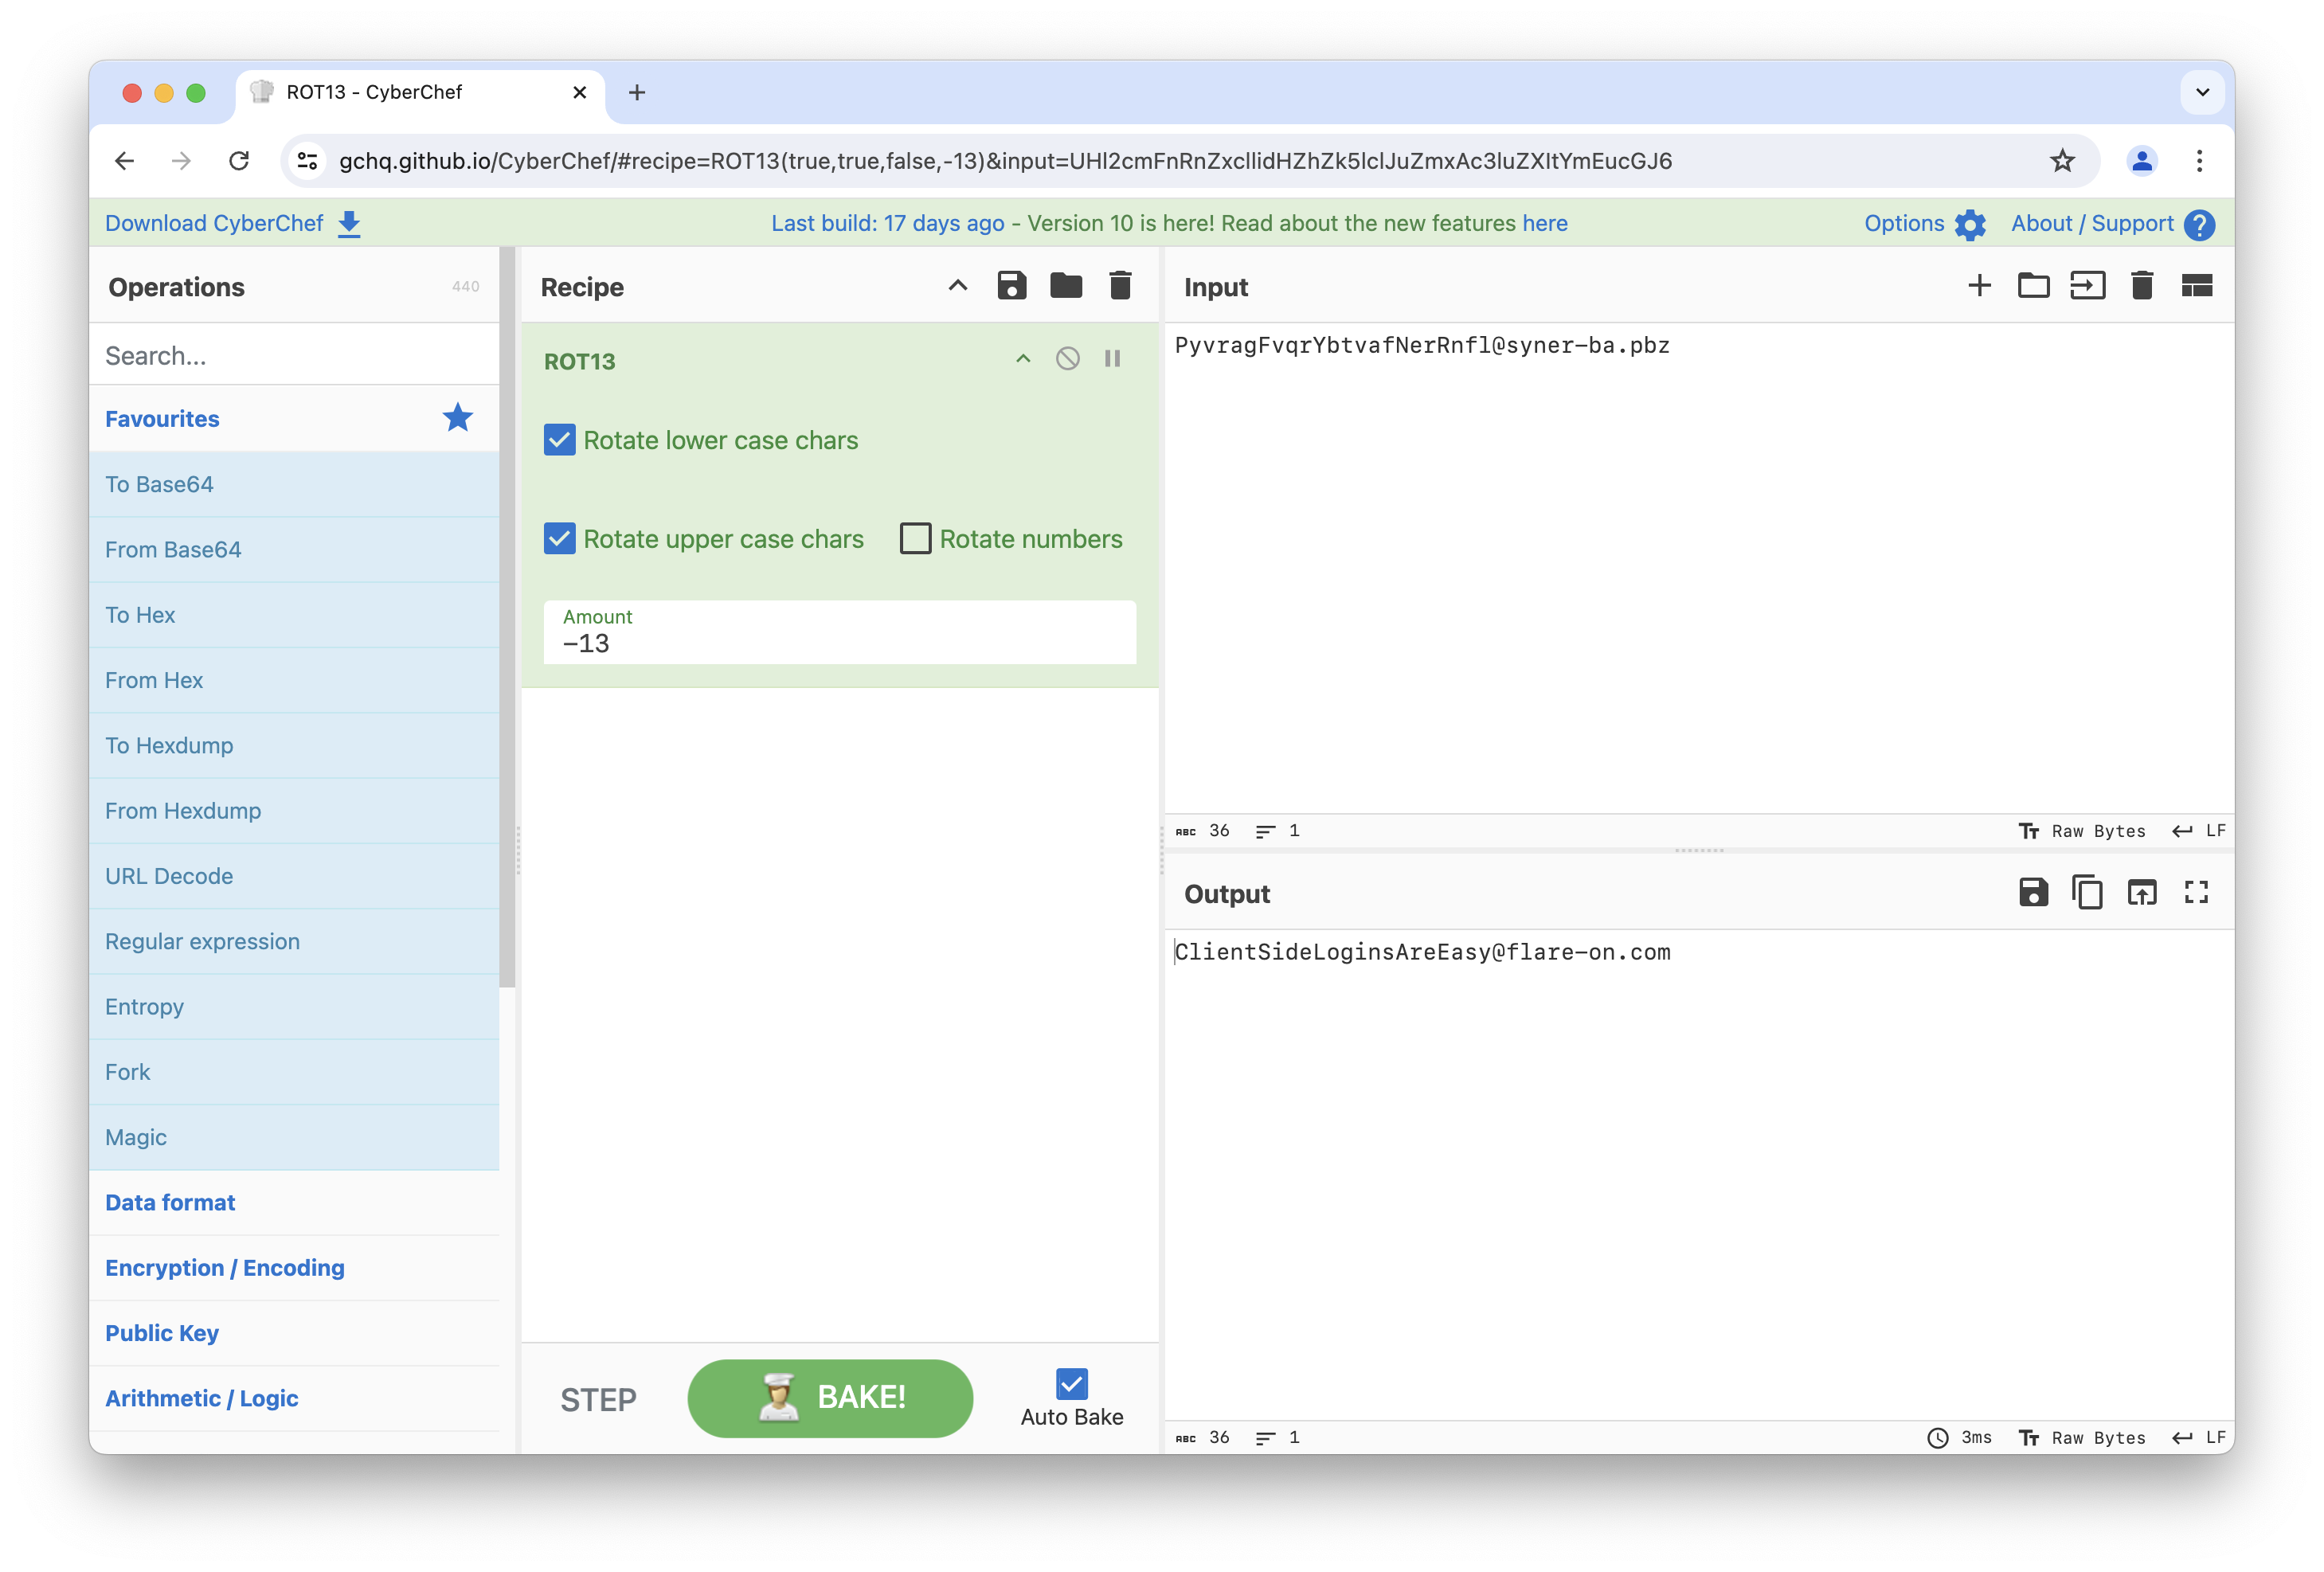 ROT13 - CyberChef
gchq.github.io/CyberChef/#recipe=ROT13(true,true,false,-13)&input=UHl2cmFnRnZxcllidHZhZk5lclJuZmxAc3luZXItYmEucGJ6
Download CyberChef
Last build: 17 days ago - Version 10 is here! Read about the new features here
Options
About / Support
Operations
440
Search...
Favourites
To Base64
From Base64
To Hex
From Hex
To Hexdump
From Hexdump
URL Decode
Regular expression
Entropy
Fork
Magic
Data format
Encryption / Encoding
Public Key
Arithmetic / Logic
Recipe
ROT13
Rotate lower case chars
Rotate upper case chars
Rotate numbers
Amount
−13
STEP
BAKE!
Auto Bake
Input
PyvragFvqrYbtvafNerRnfl@syner-ba.pbz
ABC 36 1
Raw Bytes LF
Output
ClientSideLoginsAreEasy@flare-on.com
ABC 36 1
3ms Raw Bytes LF